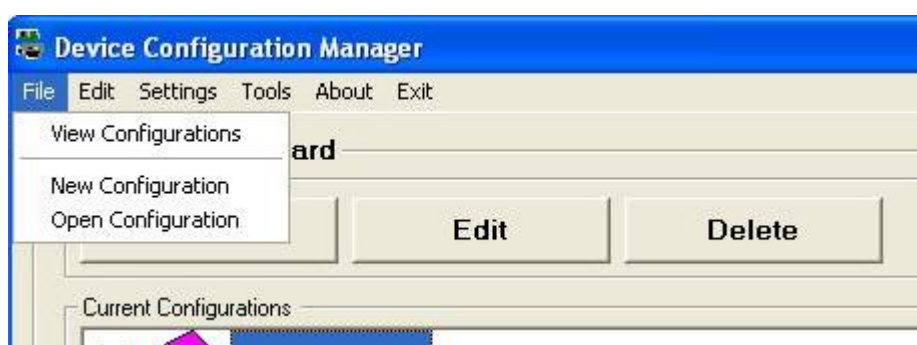 Device Configuration Manager
File Edit Settings Tools About Exit
View Configurations
ard
New Configuration
Open Configuration
Edit Delete
Current Configurations